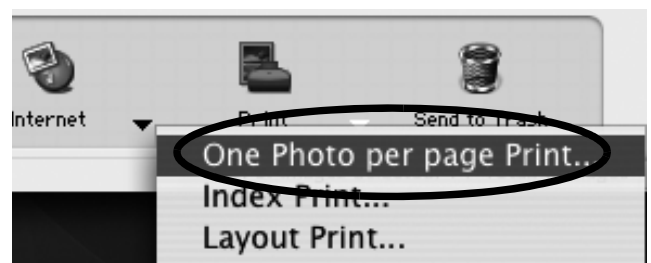 Internet Print Send to Trash
One Photo per page Print...
Index Print...
Layout Print...